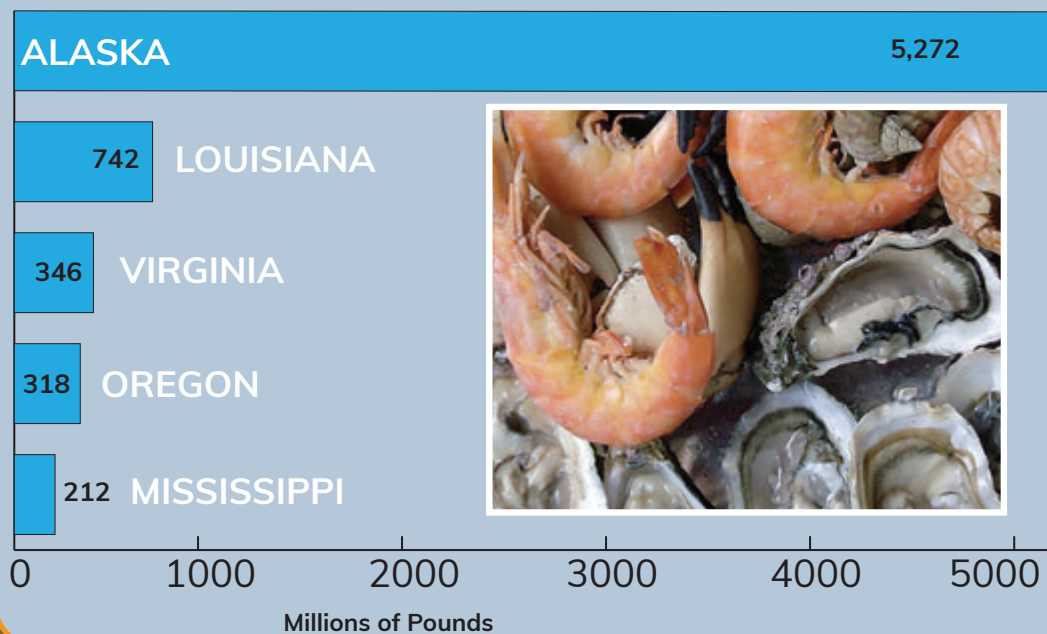 ALASKA 5,272
742 LOUISIANA
346 VIRGINIA
318 OREGON
212 MISSISSIPPI
0 1000 2000 3000 4000 5000
Millions of Pounds